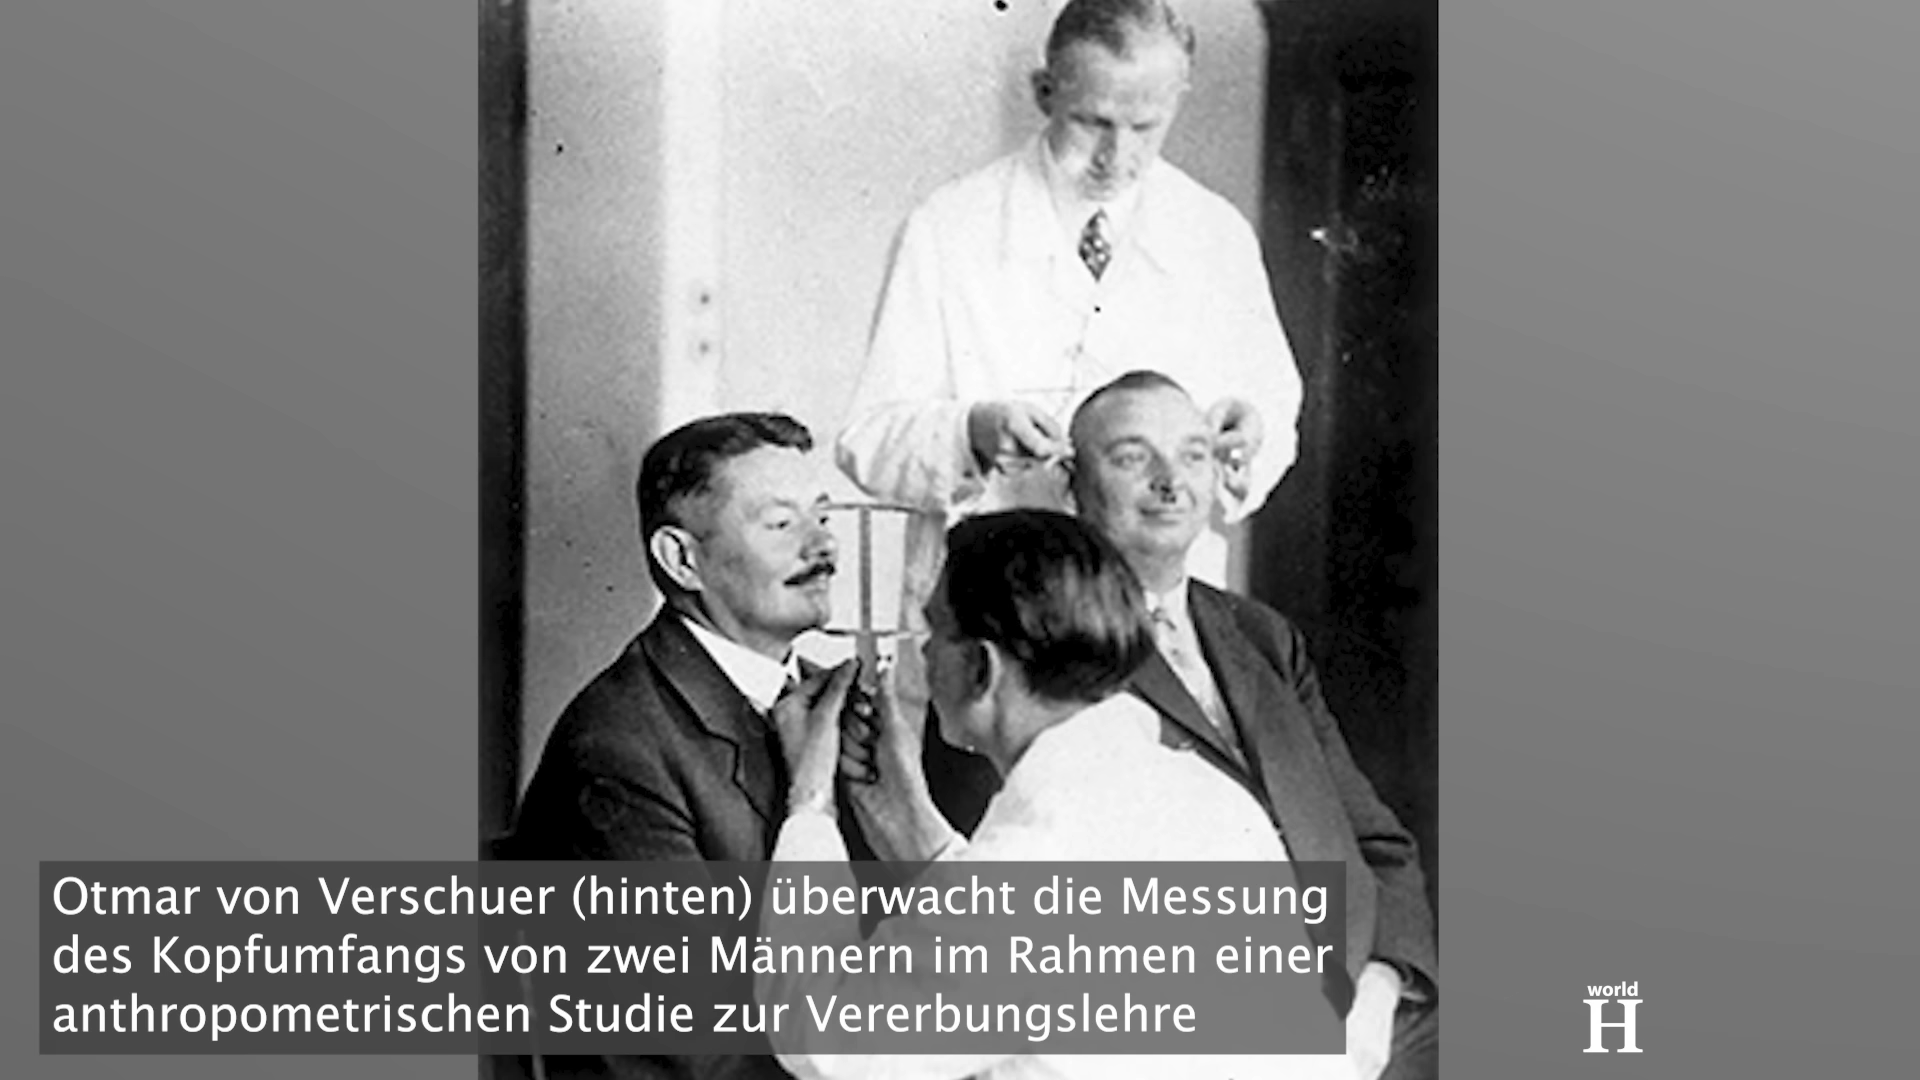 Otmar von Verschuer (hinten) überwacht die Messung
des Kopfumfangs von zwei Männern im Rahmen einer
anthropometrischen Studie zur Vererbungslehre
world
H